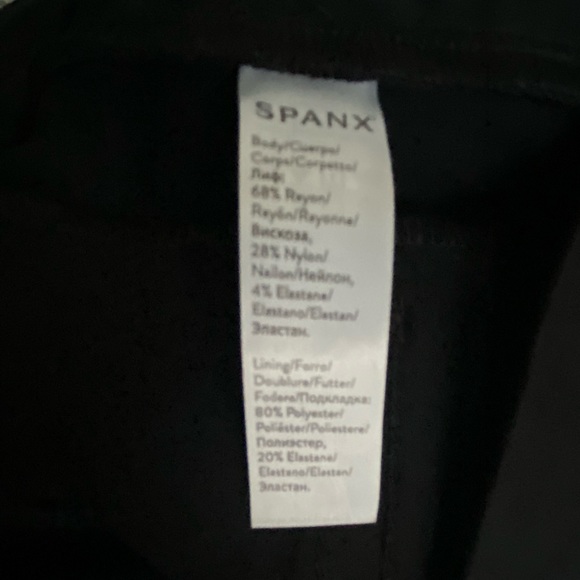 SPANX
Body/Cuerpo/
Corps/Corpetto/
Лиф:
68% Rayon/
Rayón/Rayonne/
Вискоза,
28% Nylon/
Nailon/Нейлон,
4% Elastane/
Elastano/Elastan/
Эластан.
Lining/Forro/
Doublure/Futter/
Fodera/Подкладка:
80% Polyester/
Poliéster/Poliestere/
Полиэстер,
20% Elastane/
Elastano/Elastan/
Эластан.